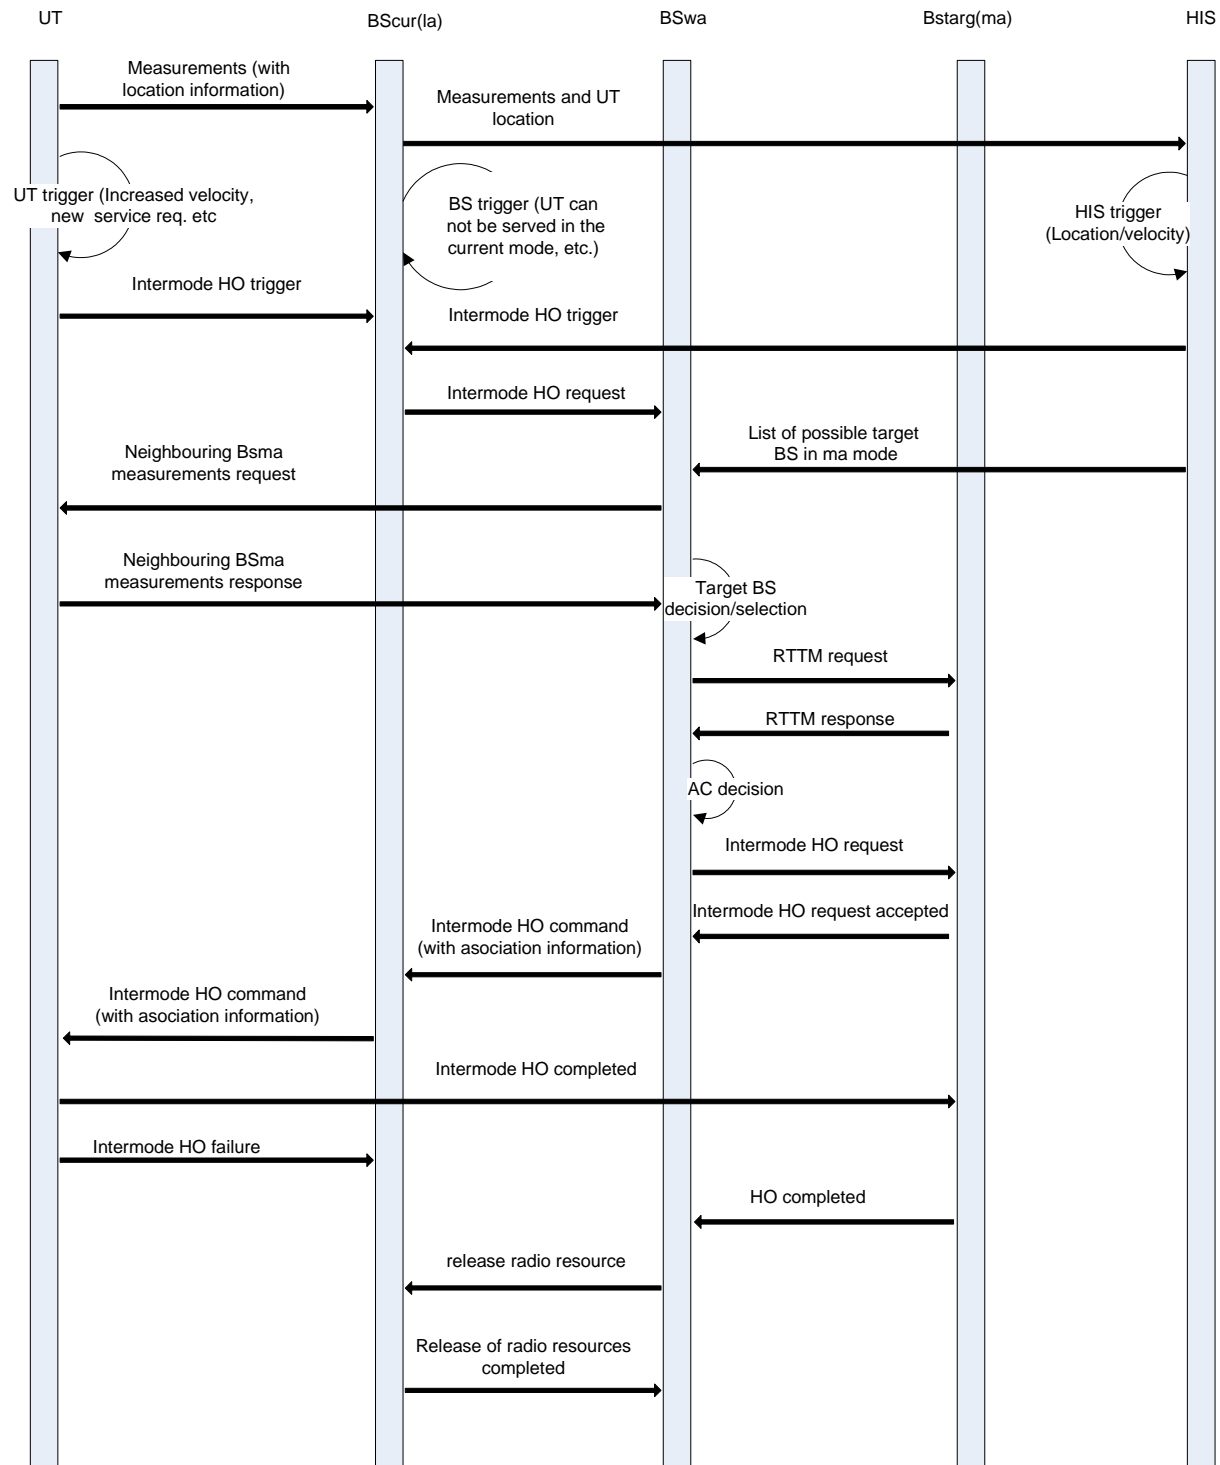 UT
BScur(la)
BSwa
Bstarg(ma)
HIS
Measurements (with
location information)
Measurements and UT
location
UT trigger (Increased velocity,
new service req. etc
BS trigger (UT can
not be served in the
current mode, etc.)
HIS trigger
(Location/velocity)
Intermode HO trigger
Intermode HO trigger
Intermode HO request
List of possible target
BS in ma mode
Neighbouring Bsma
measurements request
Neighbouring BSma
measurements response
Target BS
decision/selection
RTTM request
RTTM response
AC decision
Intermode HO request
Intermode HO request accepted
Intermode HO command
(with asociation information)
Intermode HO command
(with asociation information)
Intermode HO completed
Intermode HO failure
HO completed
release radio resource
Release of radio resources
completed